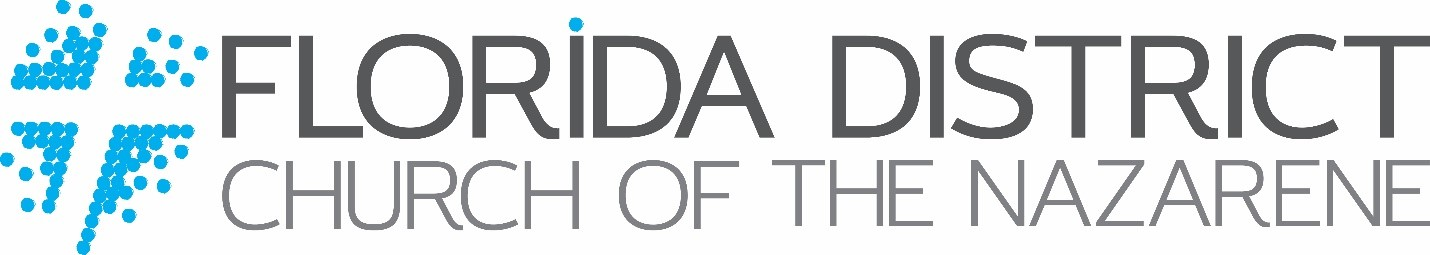 FLORiDA DISTRICT
CHURCH OF THE NAZARENE